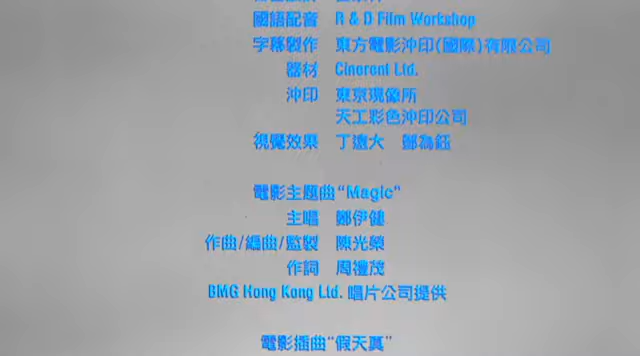 國語配音 R & D Film Workshop
字幕製作 東方電影沖印(國際)有限公司
器材 Cinerent Ltd.
沖印 東京現像所
天工彩色沖印公司
視覺效果 丁遠大 鄭為鈺
電影主題曲“Magic”
主唱 鄭伊健
作曲/編曲/監製 陳光榮
作詞 周禮茂
BMG Hong Kong Ltd. 唱片公司提供
電影插曲“假天真”